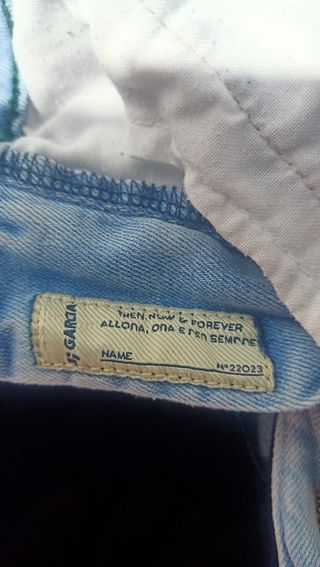 GARCIA
THEN, NOW & FOREVER
ALLORA, ORA E PER SEMPRE
NAME
Nº22023